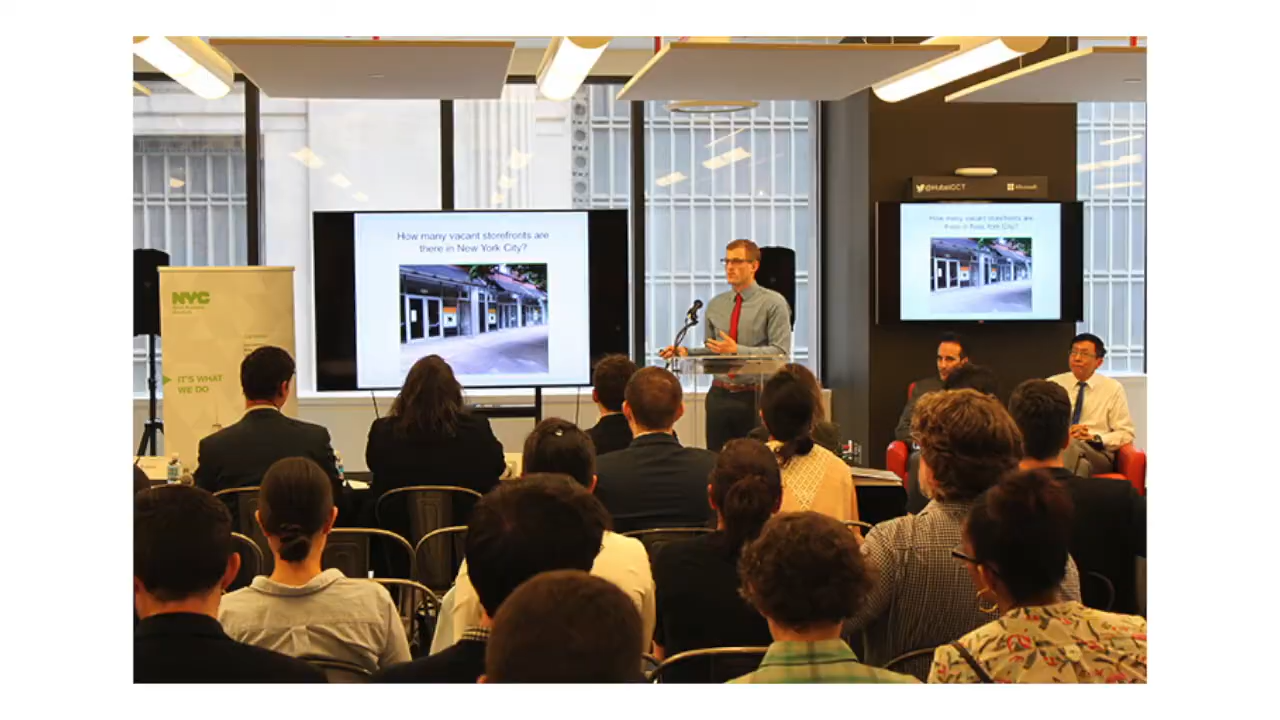 How many vacant storefronts are
there in New York City?
@HubatGCT
Microsoft
How many vacant storefronts are
there in New York City?
NYC
IT'S WHAT
WE DO